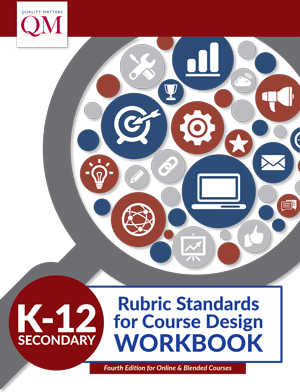 QUALITY MATTERS
QM
K-12
SECONDARY
Rubric Standards
for Course Design
WORKBOOK
Fourth Edition for Online & Blended Courses